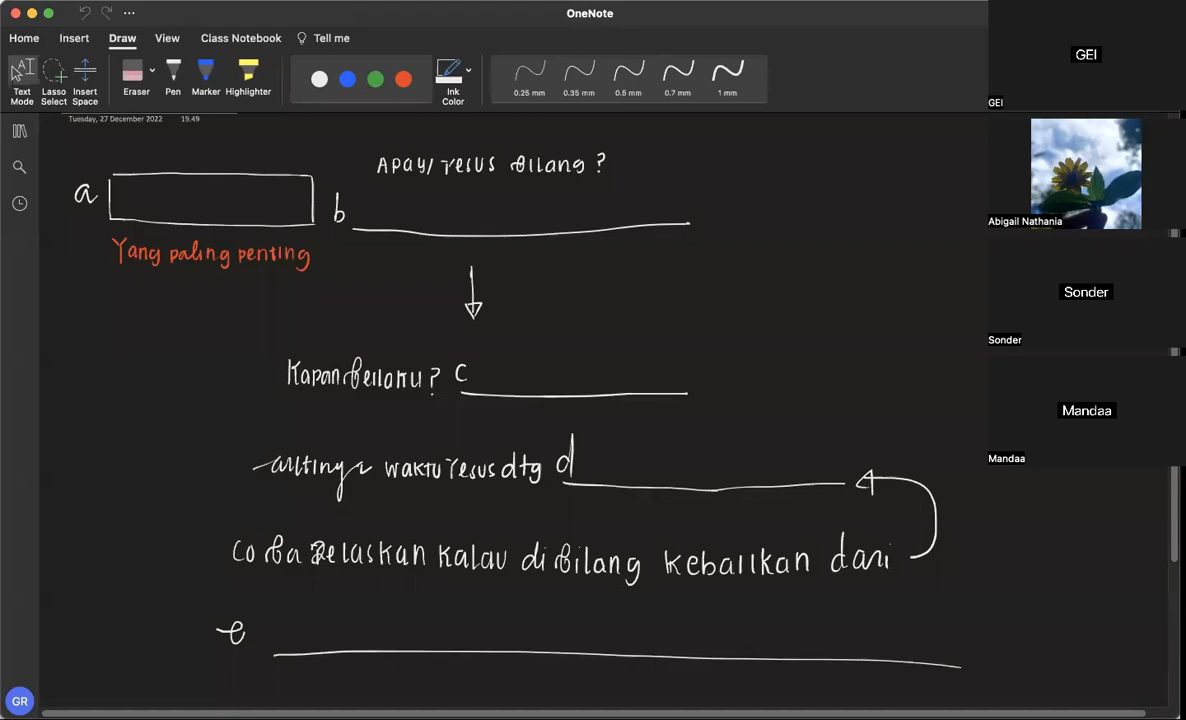 OneNote
Home Insert Draw View Class Notebook Tell me
Text Mode Lasso Select Insert Space Eraser Pen Marker Highlighter Ink Color 0.25 mm 0.35 mm 0.5 mm 0.7 mm 1 mm
Tuesday, 27 December 2022 19.49
Apa yg Yesus bilang?
a
b
Yang paling penting
Kapan berlaku? c
artinya waktu Yesus dtg d
coba jelaskan kalau dibilang kebalikan dari
e
GR
GEI
GEI
Abigail Nathania
Sonder
Sonder
Mandaa
Mandaa